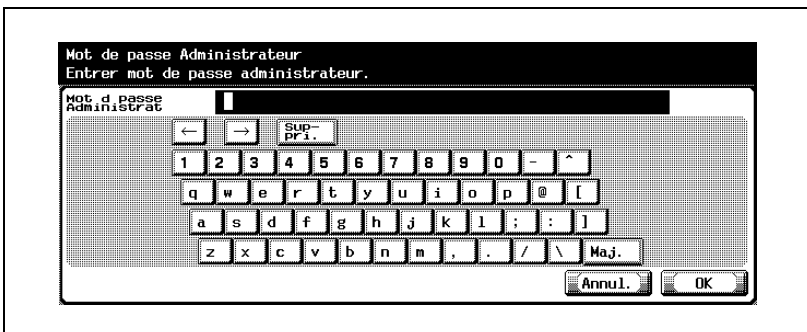 Mot de passe Administrateur
Entrer mot de passe administrateur.
Mot d passe
Administrat
← → Sup-
pri.
1 2 3 4 5 6 7 8 9 0 - ^
q w e r t y u i o p @ [
a s d f g h j k l ; : ]
z x c v b n m , . / \ Maj.
Annul. OK